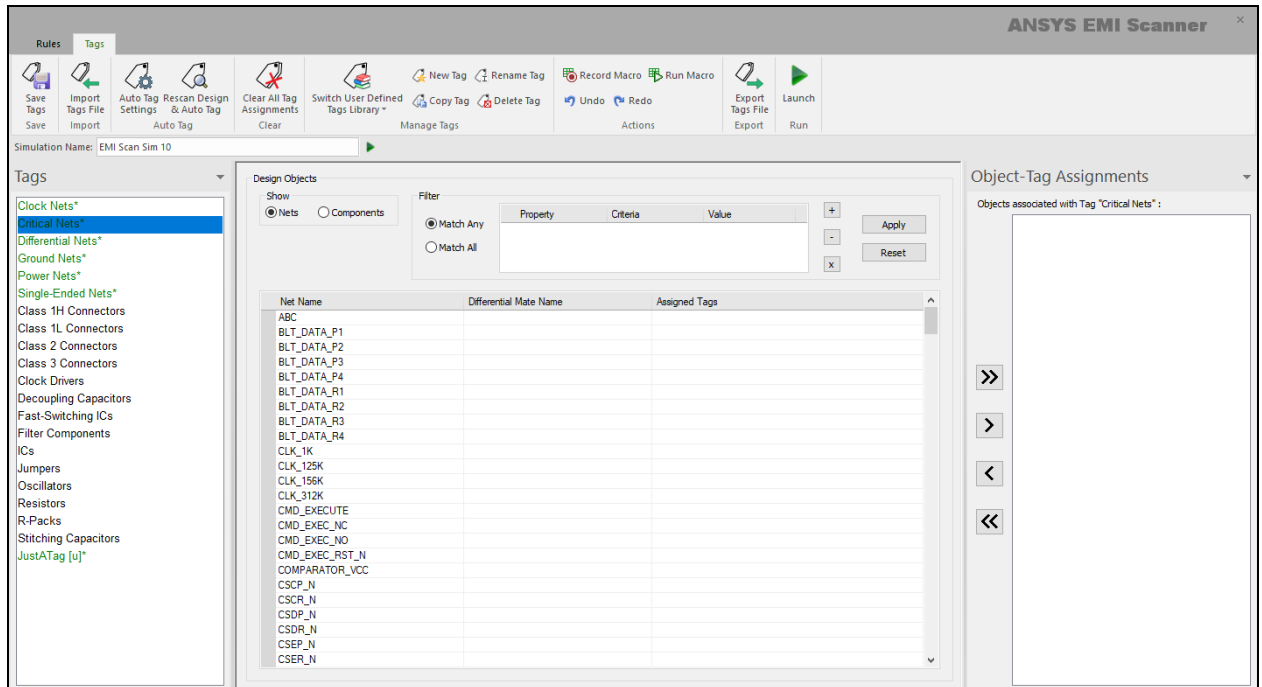 ANSYS EMI Scanner
×
Rules Tags
Save Tags
Import Tags File
Auto Tag Settings
Rescan Design & Auto Tag
Clear All Tag Assignments
Switch User Defined Tags Library
New Tag Rename Tag
Copy Tag Delete Tag
Record Macro Run Macro
Undo Redo
Export Tags File
Launch
Save Import Auto Tag Clear Manage Tags Actions Export Run
Simulation Name: EMI Scan Sim 10
Tags
Clock Nets*
Critical Nets*
Differential Nets*
Ground Nets*
Power Nets*
Single-Ended Nets*
Class 1H Connectors
Class 1L Connectors
Class 2 Connectors
Class 3 Connectors
Clock Drivers
Decoupling Capacitors
Fast-Switching ICs
Filter Components
ICs
Jumpers
Oscillators
Resistors
R-Packs
Stitching Capacitors
JustATag [u]*
Design Objects
Show
Nets Components
Filter
Match Any
Match All
Property Criteria Value
+
-
x
Apply
Reset
Net Name Differential Mate Name Assigned Tags
ABC
BLT_DATA_P1
BLT_DATA_P2
BLT_DATA_P3
BLT_DATA_P4
BLT_DATA_R1
BLT_DATA_R2
BLT_DATA_R3
BLT_DATA_R4
CLK_1K
CLK_125K
CLK_156K
CLK_312K
CMD_EXECUTE
CMD_EXEC_NC
CMD_EXEC_NO
CMD_EXEC_RST_N
COMPARATOR_VCC
CSCP_N
CSCR_N
CSDP_N
CSDR_N
CSEP_N
CSER_N
Object-Tag Assignments
Objects associated with Tag "Critical Nets" :
>>
>
<
<<